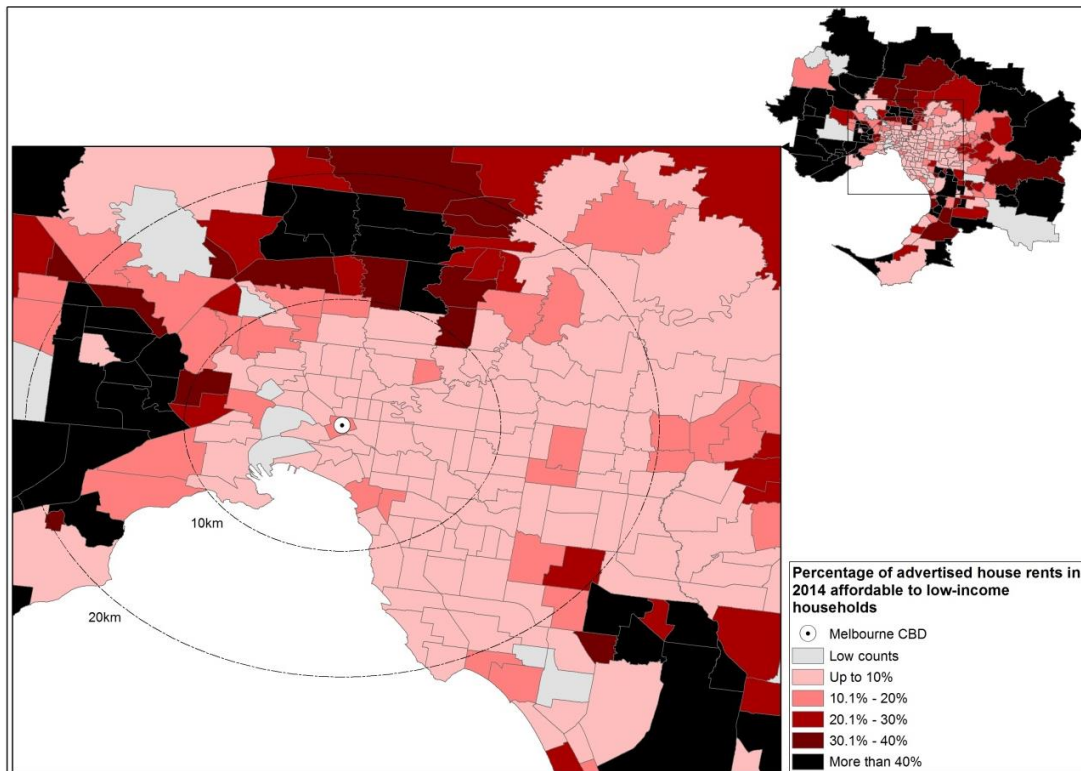 10km
20km
Percentage of advertised house rents in
2014 affordable to low-income
households
Melbourne CBD
Low counts
Up to 10%
10.1% - 20%
20.1% - 30%
30.1% - 40%
More than 40%